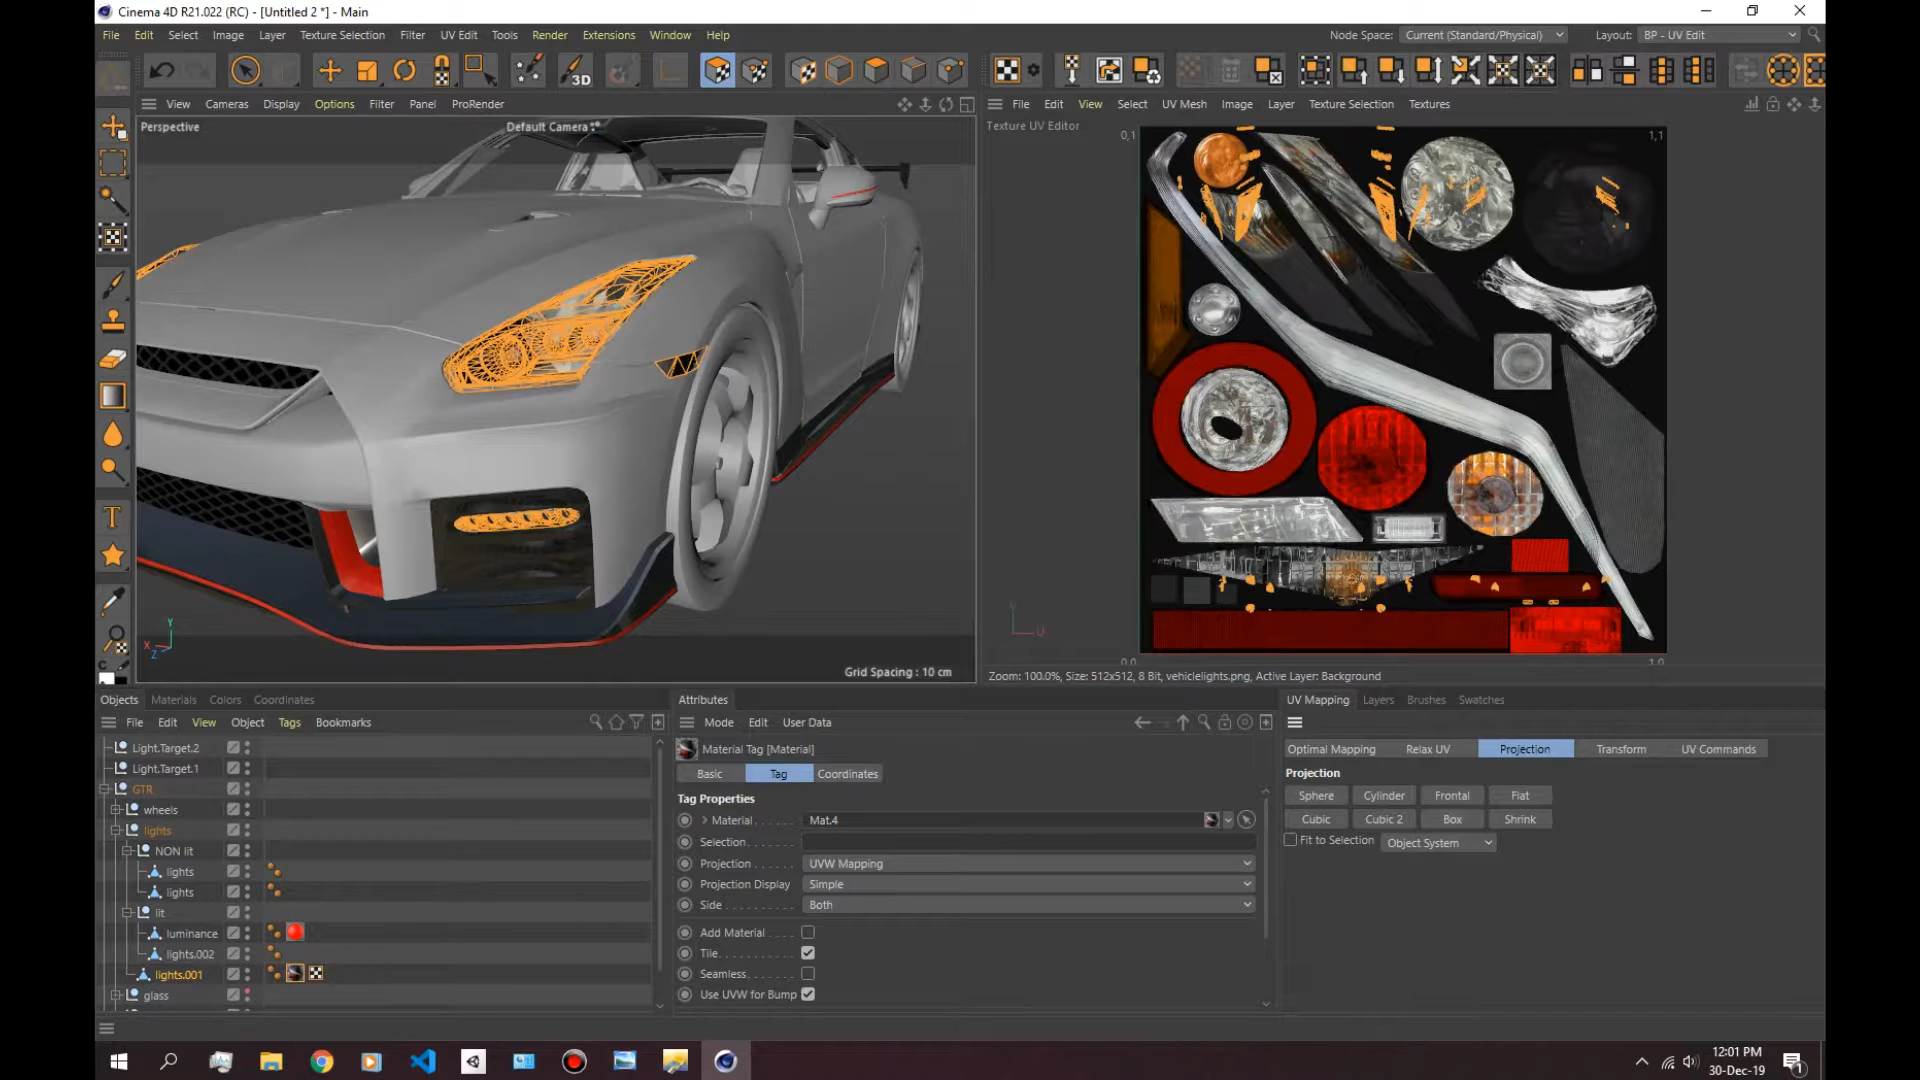 Cinema 4D R21.022 (RC) - [Untitled 2 *] - Main
File Edit Select Image Layer Texture Selection Filter UV Edit Tools Render Extensions Window Help
Node Space: Current (Standard/Physical) Layout: BP - UV Edit
3D
View Cameras Display Options Filter Panel ProRender
File Edit View Select UV Mesh Image Layer Texture Selection Textures
Perspective
Default Camera
Texture UV Editor
0,1
1,1
Y
X
Z
U
Grid Spacing : 10 cm
0,0
1,0
Zoom: 100.0%, Size: 512x512, 8 Bit, vehiclelights.png, Active Layer: Background
Objects Materials Colors Coordinates
File Edit View Object Tags Bookmarks
Light.Target.2
Light.Target.1
GTR
wheels
lights
NON lit
lights
lights
lit
luminance
lights.002
lights.001
glass
Attributes
Mode Edit User Data
Material Tag [Material]
Basic Tag Coordinates
Tag Properties
Material Mat.4
Selection
Projection UVW Mapping
Projection Display Simple
Side Both
Add Material
Tile
Seamless
Use UVW for Bump
UV Mapping Layers Brushes Swatches
Optimal Mapping Relax UV Projection Transform UV Commands
Projection
Sphere Cylinder Frontal Flat
Cubic Cubic 2 Box Shrink
Fit to Selection Object System
12:01 PM
30-Dec-19
1